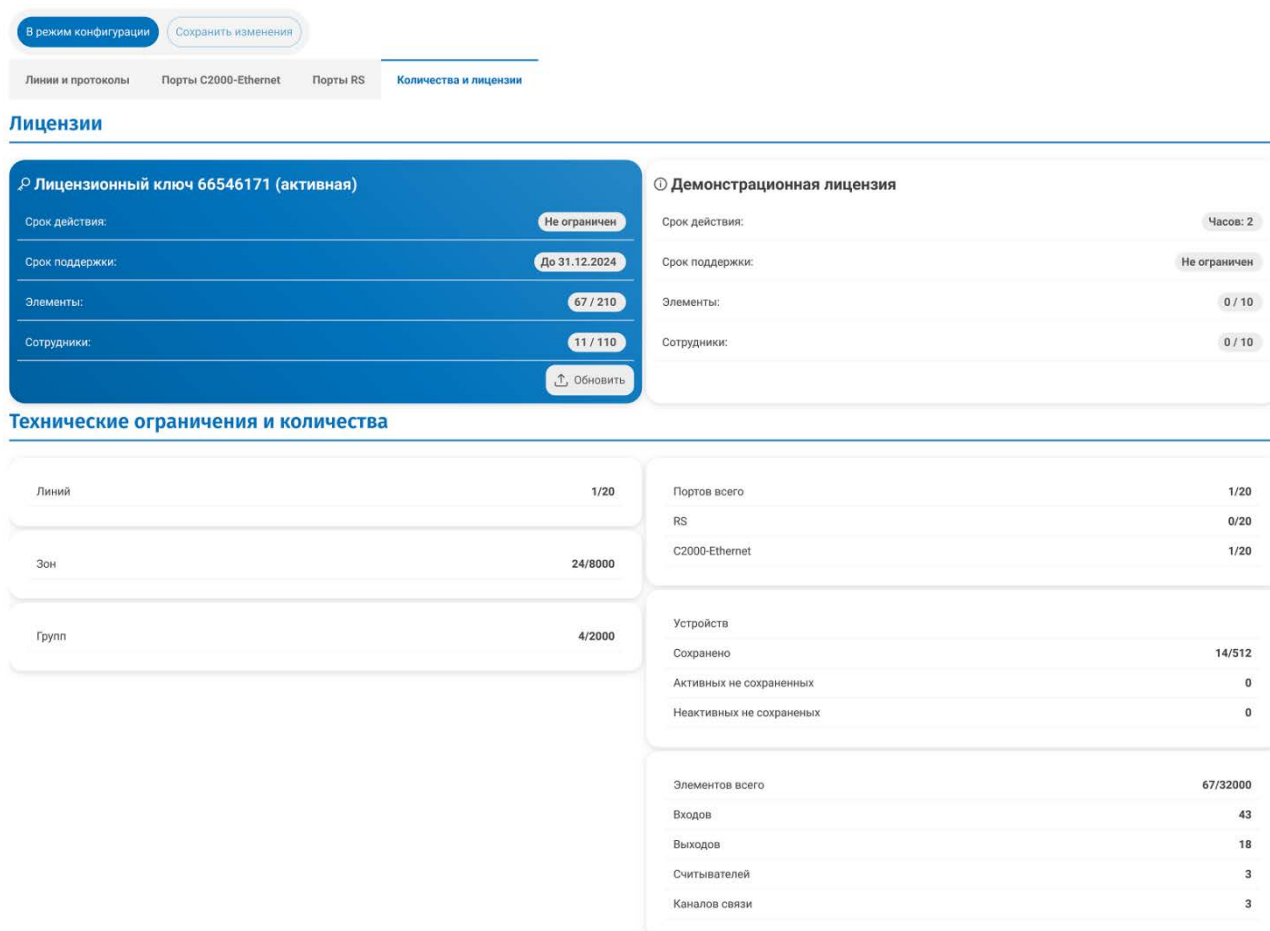 В режим конфигурации Сохранить изменения
Линии и протоколы Порты C2000-Ethernet Порты RS Количества и лицензии
Лицензии
Лицензионный ключ 66546171 (активная)
Срок действия: Не ограничен
Срок поддержки: До 31.12.2024
Элементы: 67 / 210
Сотрудники: 11 / 110
Обновить
Демонстрационная лицензия
Срок действия: Часов: 2
Срок поддержки: Не ограничен
Элементы: 0 / 10
Сотрудники: 0 / 10
Технические ограничения и количества
Линий 1/20
Зон 24/8000
Групп 4/2000
Портов всего 1/20
RS 0/20
C2000-Ethernet 1/20
Устройств
Сохранено 14/512
Активных не сохраненных 0
Неактивных не сохраненых 0
Элементов всего 67/32000
Входов 43
Выходов 18
Считывателей 3
Каналов связи 3